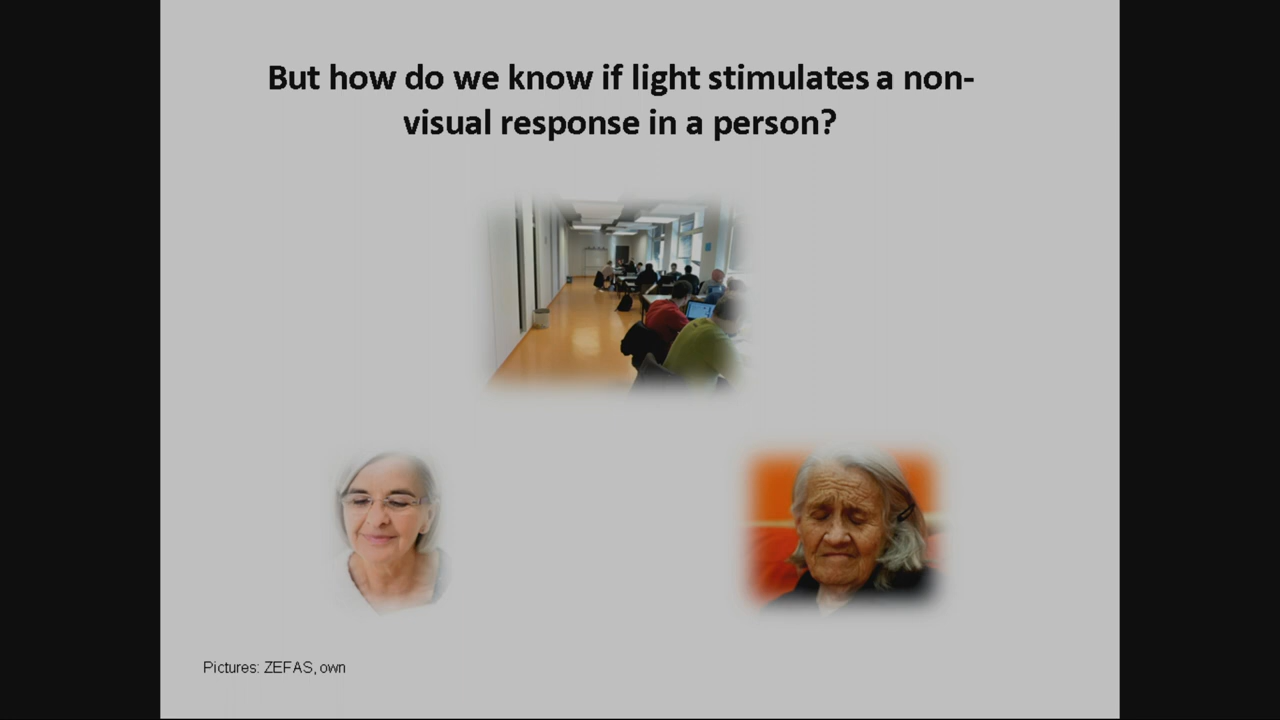 But how do we know if light stimulates a non-
visual response in a person?
Pictures: ZEFAS, own